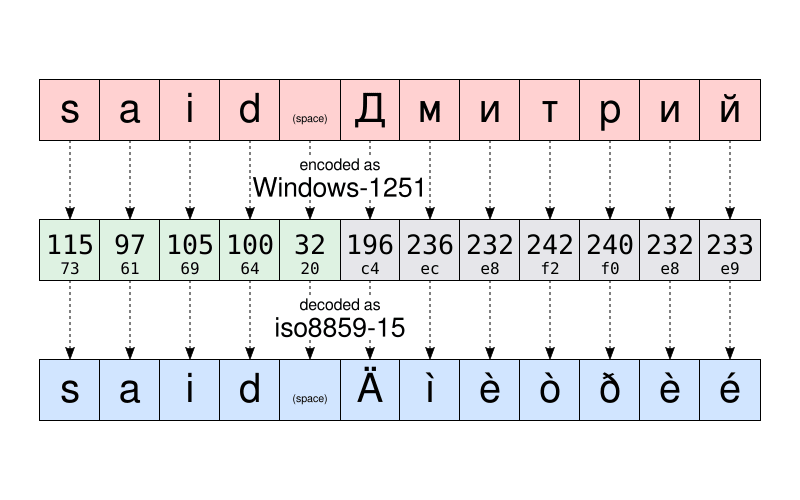 s a i d (space) Д м и т р и й
encoded as
Windows-1251
115 97 105 100 32 196 236 232 242 240 232 233
73 61 69 64 20 c4 ec e8 f2 f0 e8 e9
decoded as
iso8859-15
s a i d (space) Ä ì è ò ð è é